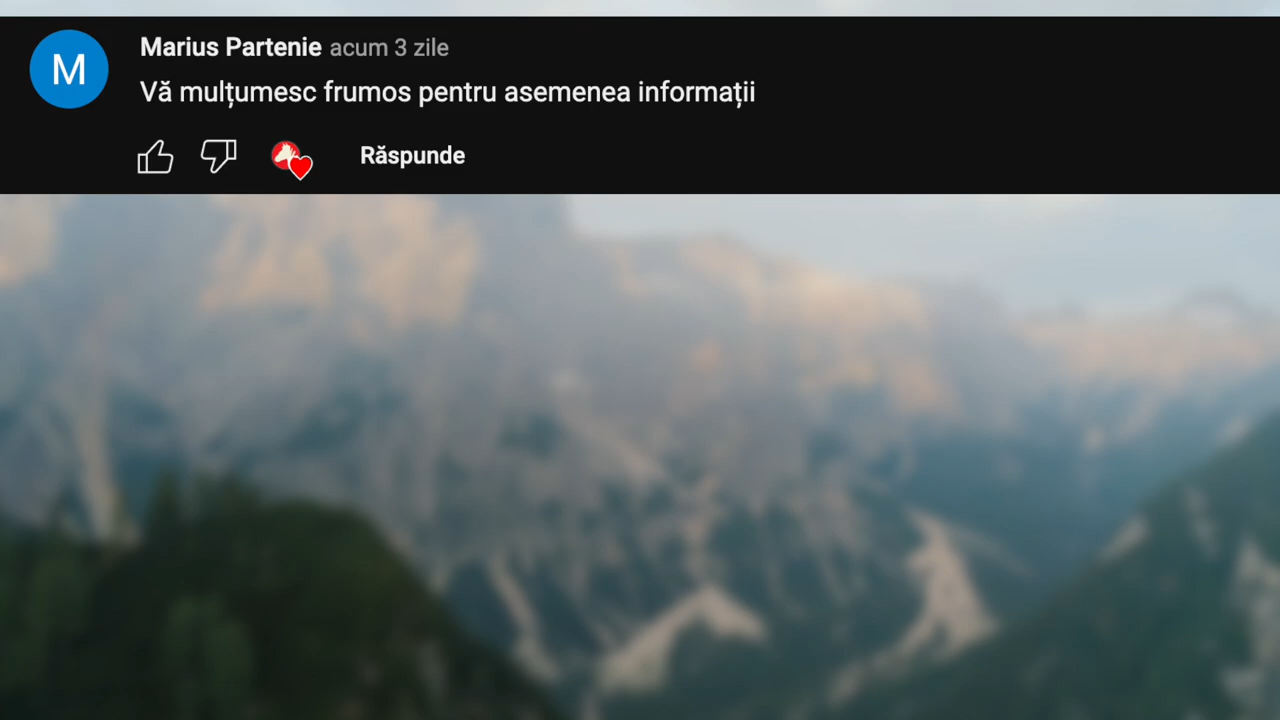 M
Marius Partenie acum 3 zile
Vă mulțumesc frumos pentru asemenea informații
Răspunde